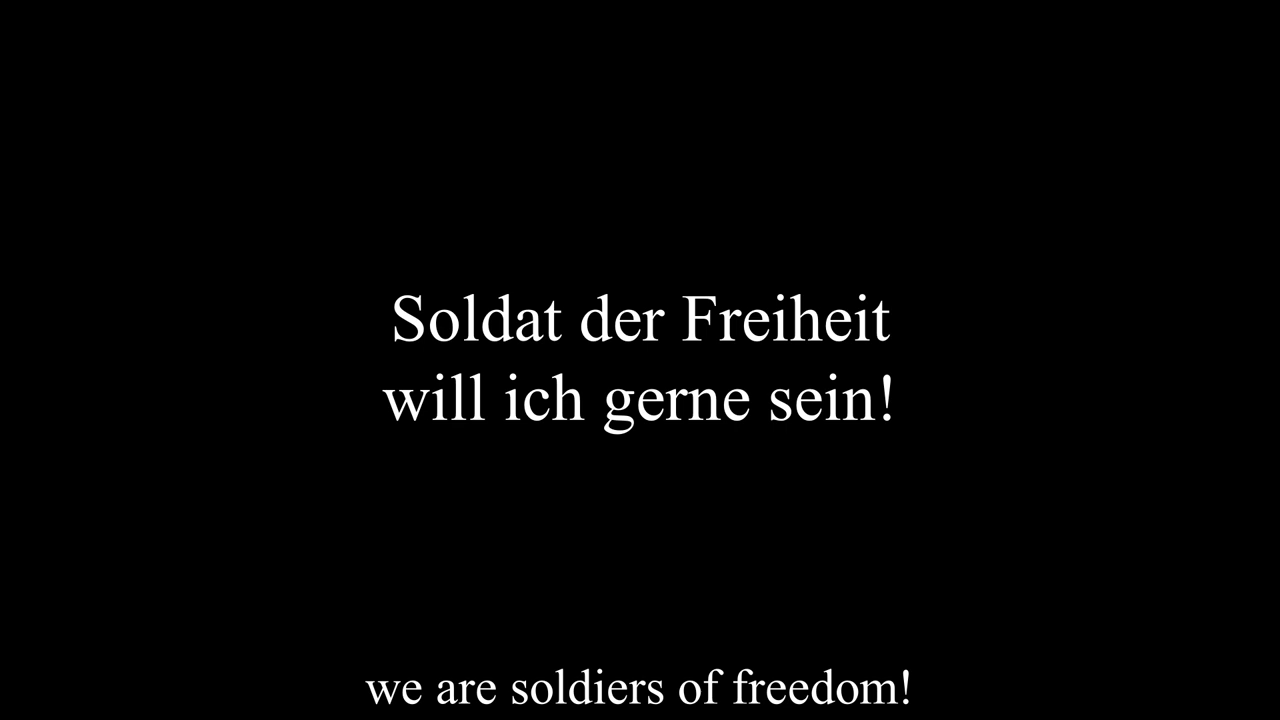 Soldat der Freiheit
will ich gerne sein!
we are soldiers of freedom!